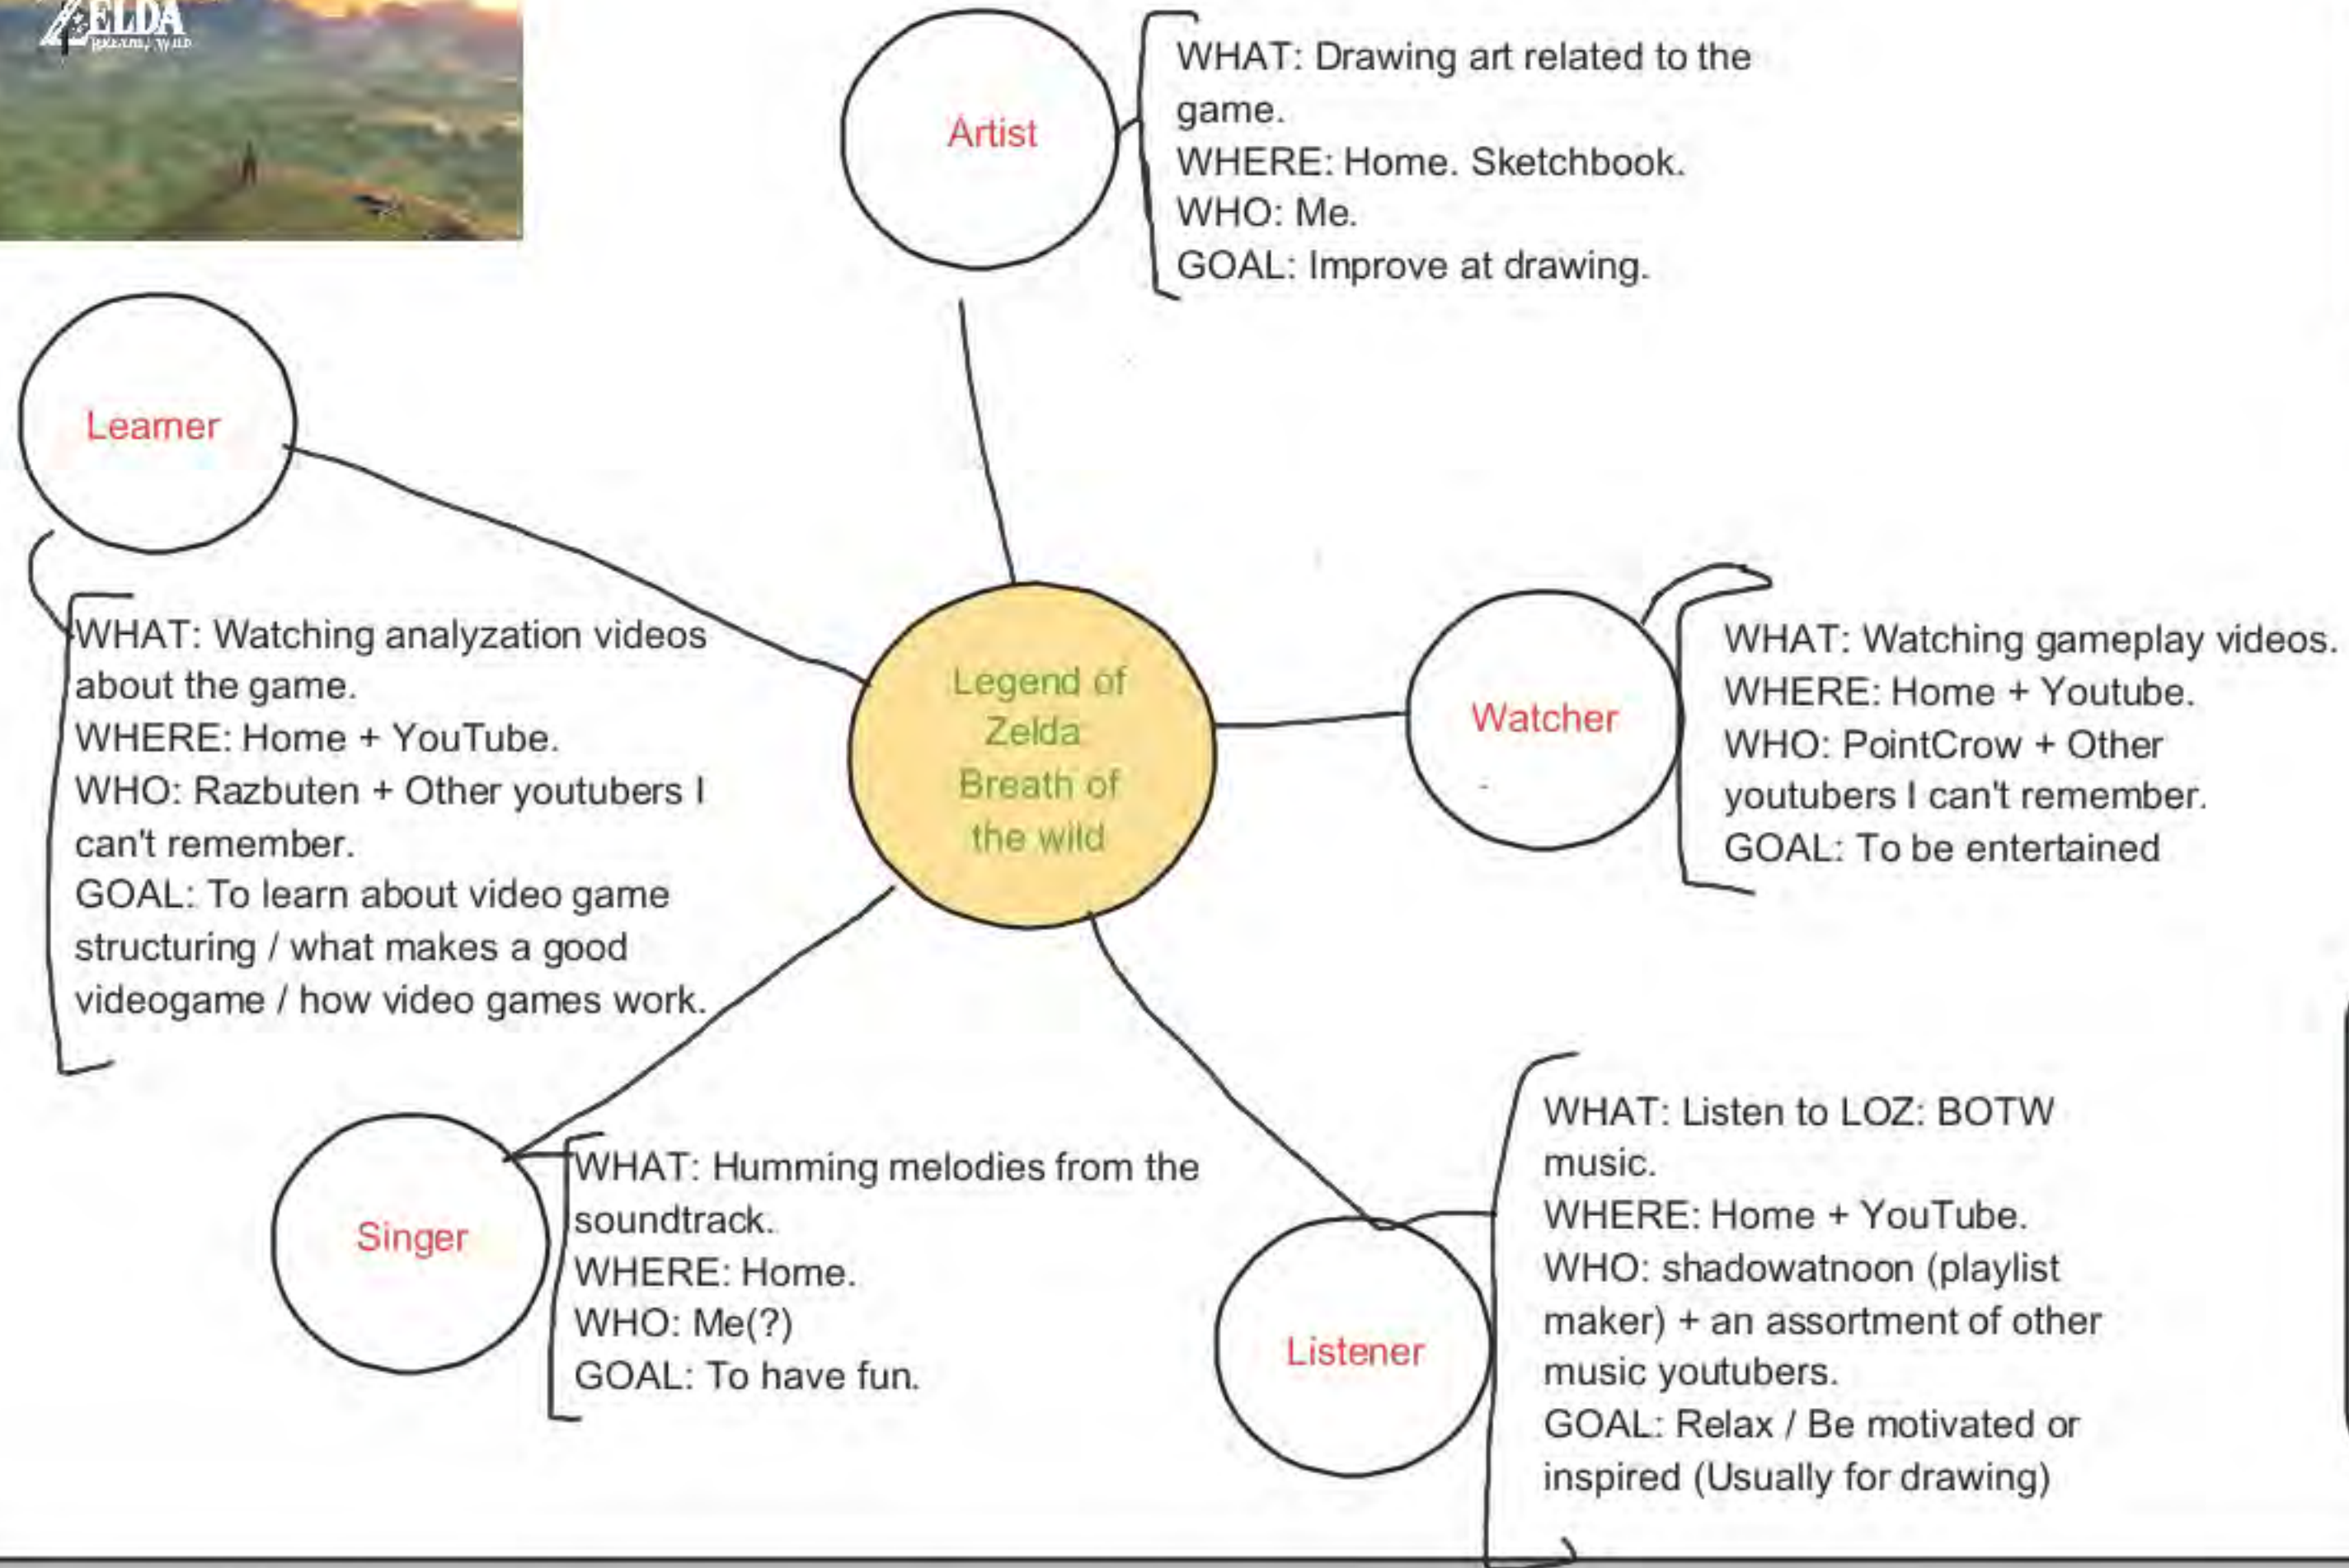 ZELDA
BREATH WILD
Artist
WHAT: Drawing art related to the
game.
WHERE: Home. Sketchbook.
WHO: Me.
GOAL: Improve at drawing.
Learner
WHAT: Watching analyzation videos
about the game.
WHERE: Home + YouTube.
WHO: Razbuten + Other youtubers I
can't remember.
GOAL: To learn about video game
structuring / what makes a good
videogame / how video games work.
Legend of
Zelda
Breath of
the wild
Watcher
WHAT: Watching gameplay videos.
WHERE: Home + Youtube.
WHO: PointCrow + Other
youtubers I can't remember.
GOAL: To be entertained
Singer
WHAT: Humming melodies from the
soundtrack.
WHERE: Home.
WHO: Me(?)
GOAL: To have fun.
Listener
WHAT: Listen to LOZ: BOTW
music.
WHERE: Home + YouTube.
WHO: shadowatnoon (playlist
maker) + an assortment of other
music youtubers.
GOAL: Relax / Be motivated or
inspired (Usually for drawing)